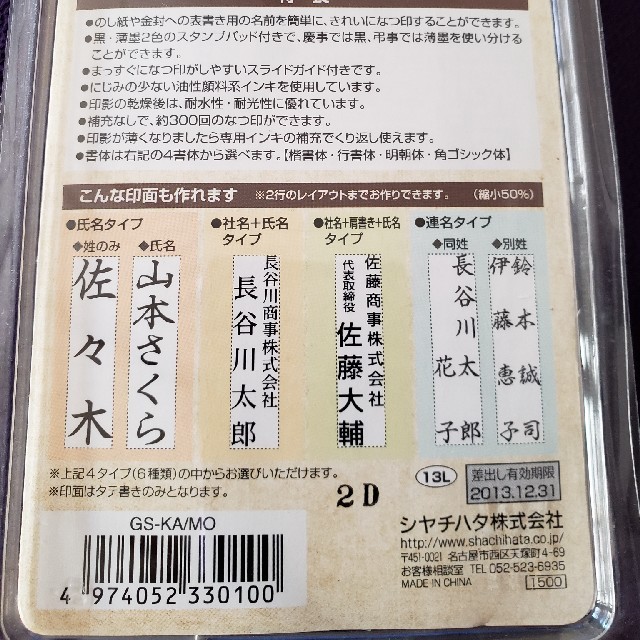 ●のし紙や金封への表書き用の名前を簡単に、きれいになつ印することができます。
●黒・薄墨2色のスタンプパッド付きで、慶事では黒、弔事では薄墨を使い分ける
ことができます。
●まっすぐになつ印がしやすいスライドガイド付きです。
●にじみの少ない油性顔料系インキを使用しています。
●印影の乾燥後は、耐水性・耐光性に優れています。
●補充なしで、約300回のなつ印ができます。
●印影が薄くなりましたら専用インキの補充でくり返し使えます。
●書体は右記の4書体から選べます。【楷書体・行書体・明朝体・角ゴシック体】
こんな印面も作れます ※2行のレイアウトまでお作りできます。 (縮小50%)
●氏名タイプ
◆姓のみ
佐々木
◆氏名
山本さくら
●社名+氏名
タイプ
長谷川商事株式会社
長谷川太郎
●社名+肩書き+氏名
タイプ
佐藤商事株式会社
代表取締役 佐藤大輔
●連名タイプ
◆同姓
長谷川太郎
花子
◆別姓
鈴木誠司
伊藤恵子
※上記4タイプ(6種類)の中からお選びいただけます。
※印面はタテ書きのみとなります。
2D
13L
差出し有効期限
2013.12.31
GS-KA/MO
4 974052 330100
シヤチハタ株式会社
http://www.shachihata.co.jp/
〒451-0021 名古屋市西区天塚町4-69
お客様相談室 TEL 052-523-6935
MADE IN CHINA
1500